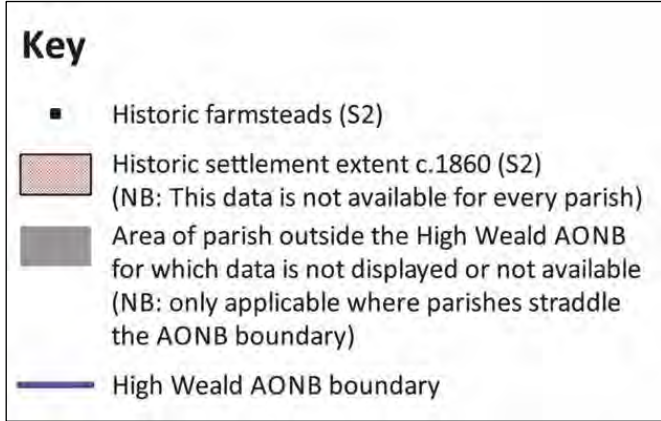 Key
Historic farmsteads (S2)
Historic settlement extent c.1860 (S2)
(NB: This data is not available for every parish)
Area of parish outside the High Weald AONB
for which data is not displayed or not available
(NB: only applicable where parishes straddle
the AONB boundary)
High Weald AONB boundary